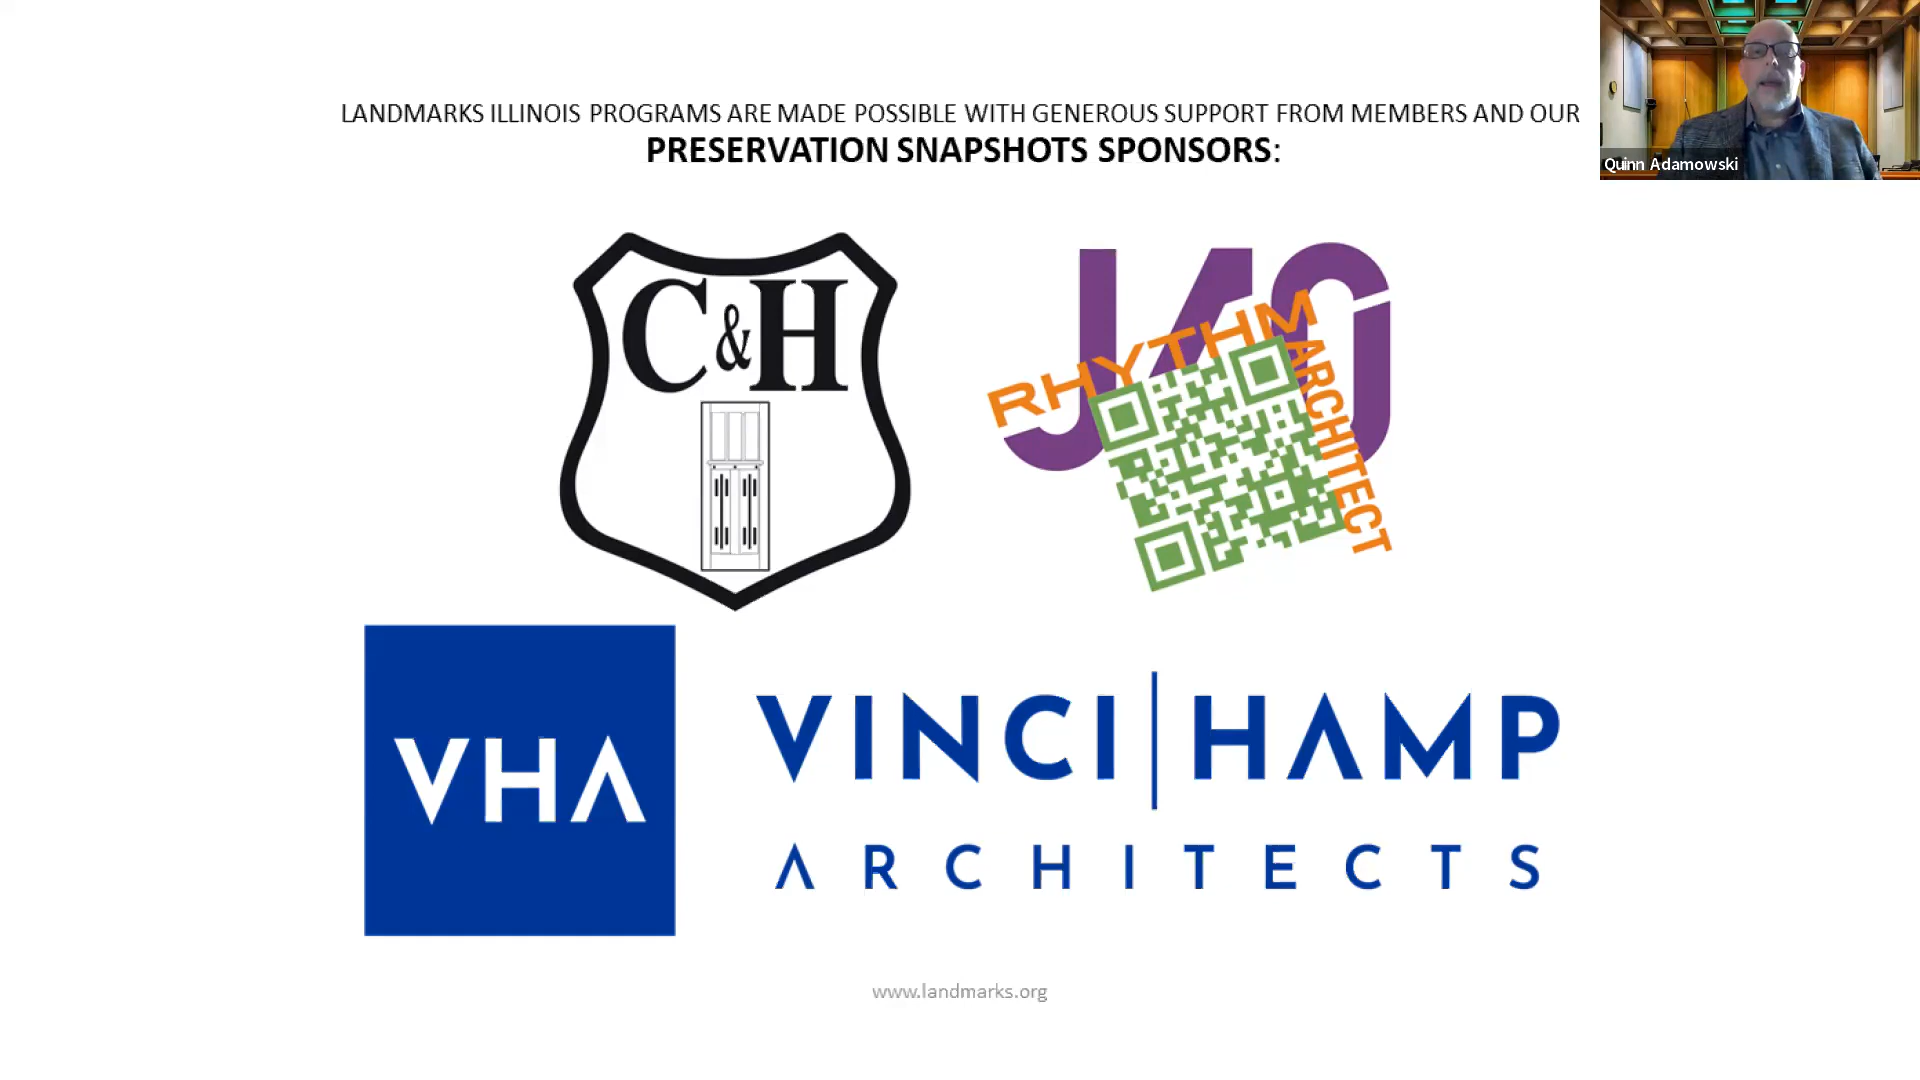 LANDMARKS ILLINOIS PROGRAMS ARE MADE POSSIBLE WITH GENEROUS SUPPORT FROM MEMBERS AND OUR
PRESERVATION SNAPSHOTS SPONSORS:
Quinn Adamowski
C&H
J40
RHYTHM
ARCHITECT
VHA
VINCI|HAMP
ARCHITECTS
www.landmarks.org